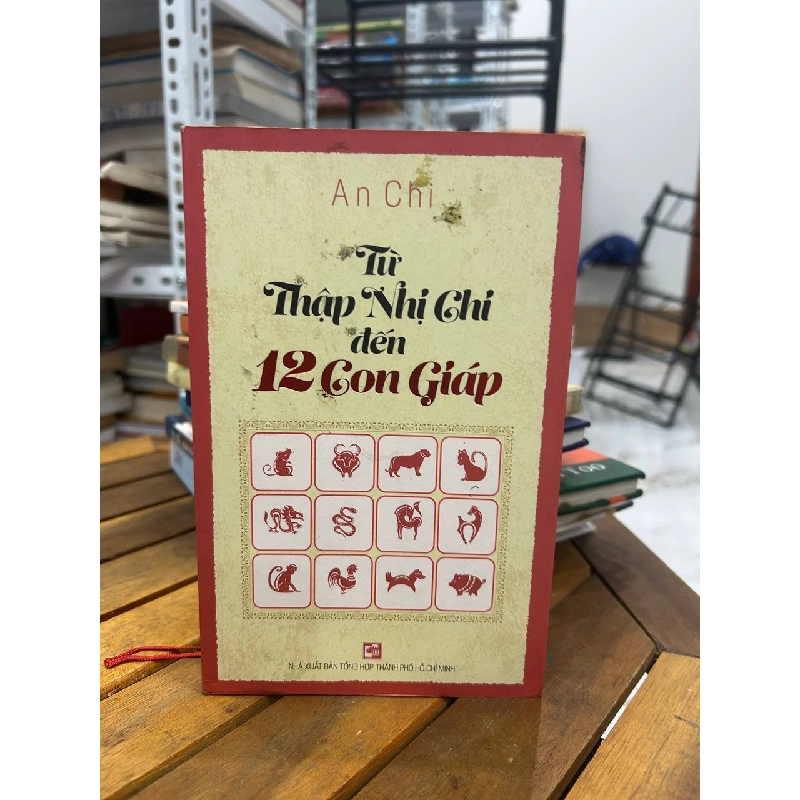 An Chi
Từ
Thập Nhị Chi
đến
12 Con Giáp
NHÀ XUẤT BẢN TỔNG HỢP THÀNH PHỐ HỒ CHÍ MINH
100